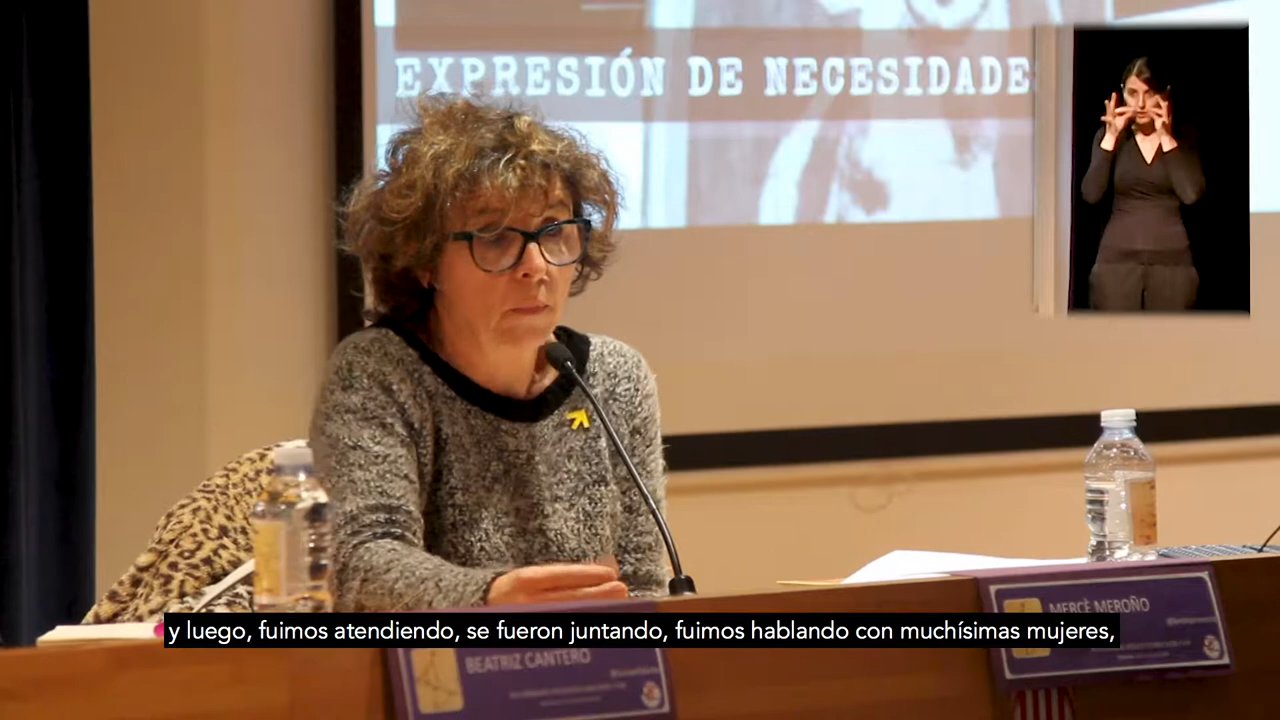 EXPRESIÓN DE NECESIDADE
MERCÈ MEROÑO
y luego, fuimos atendiendo, se fueron juntando, fuimos hablando con muchísimas mujeres,
BEATRIZ CANTERO